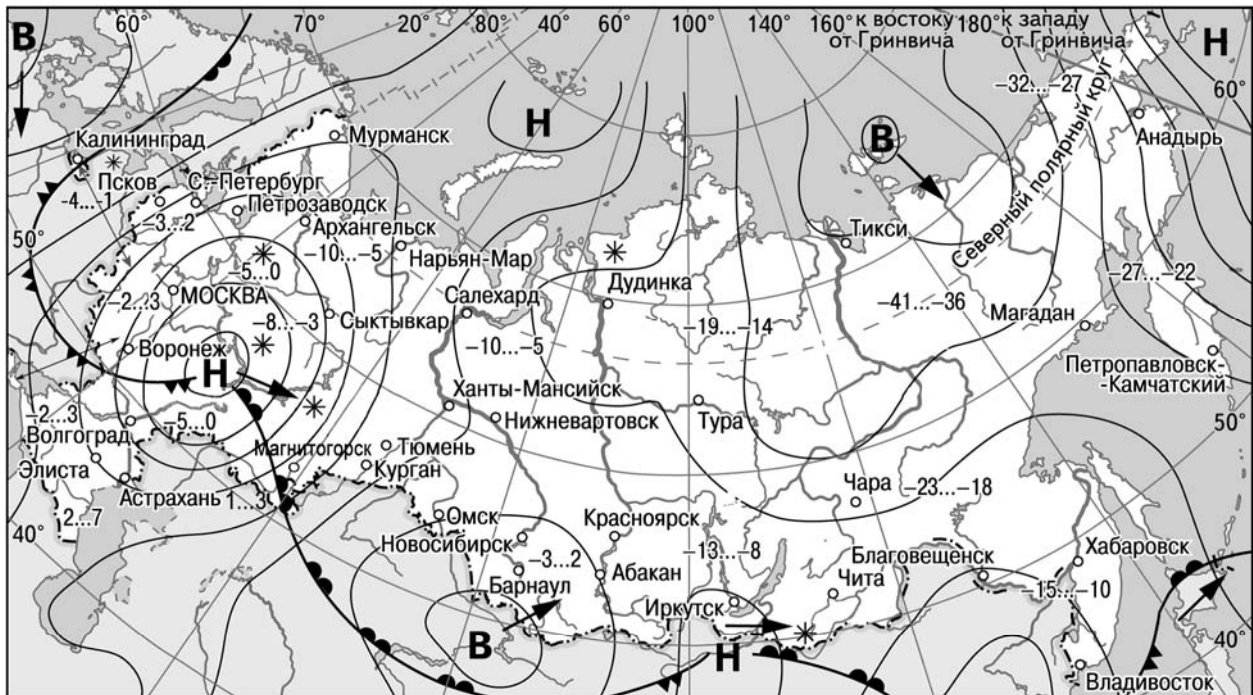 60°
70°
20°
80°
40°
60°
100°
140°
160°
к востоку
от Гринвича
180°
к западу
от Гринвича
В
Н
60°
–32...–27
Н
Северный полярный круг
Анадырь
Мурманск
В
Калининград
Псков
С.–Петербург
-4...-1
Петрозаводск
–3...2
Архангельск
–10...–5
Тикси
50°
Нарьян-Мар
–5...0
Дудинка
–27...–22
–2...3
МОСКВА
Салехард
–41...–36
Магадан
–8...–3
Сыктывкар
–19...–14
–10...–5
Воронеж
Н
Петропавловск-
-Камчатский
Ханты-Мансийск
Нижневартовск
Тура
50°
–2...3
Волгоград
–5...0
Магнитогорск
Тюмень
Курган
Элиста
Астрахань
1...3
Чара
–23...–18
2...7
Омск
Красноярск
40°
Новосибирск
–3...2
–13...–8
Благовещенск
Хабаровск
Барнаул
Абакан
Чита
–15...–10
Иркутск
В
Н
40°
Владивосток